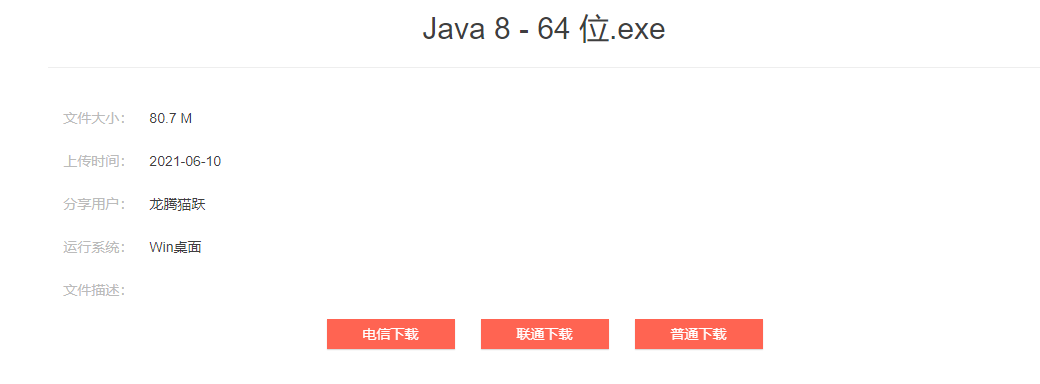 Java 8 - 64 位.exe
文件大小： 80.7 M
上传时间： 2021-06-10
分享用户： 龙腾猫跃
运行系统： Win桌面
文件描述：
电信下载 联通下载 普通下载